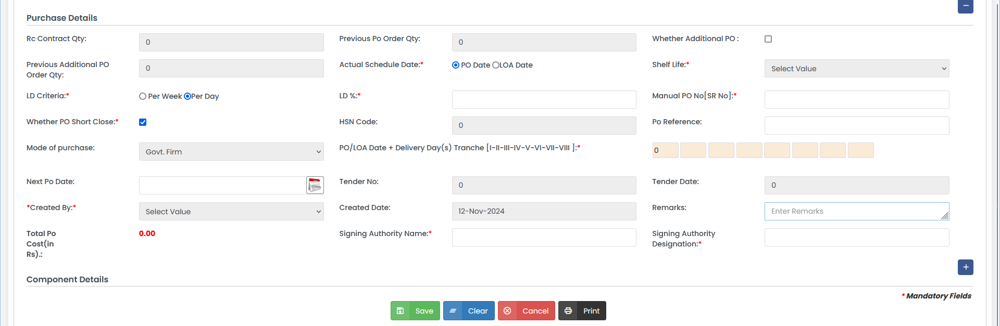 Purchase Details
Rc Contract Qty: 0 Previous Po Order Qty: 0 Whether Additional PO :
Previous Additional PO
Order Qty: 0 Actual Schedule Date:* PO Date LOA Date Shelf Life:* Select Value
LD Criteria:* Per Week Per Day LD %:* Manual PO No[SR No]:*
Whether PO Short Close:* HSN Code: 0 Po Reference:
Mode of purchase: Govt. Firm PO/LOA Date + Delivery Day(s) Tranche [I-II-III-IV-V-VI-VII-VIII ]:* 0
Next Po Date: Tender No: 0 Tender Date: 0
*Created By:* Select Value Created Date: 12-Nov-2024 Remarks: Enter Remarks
Total Po
Cost(in
Rs).: 0.00 Signing Authority Name:* Signing Authority
Designation:*
Component Details
* Mandatory Fields
Save Clear Cancel Print